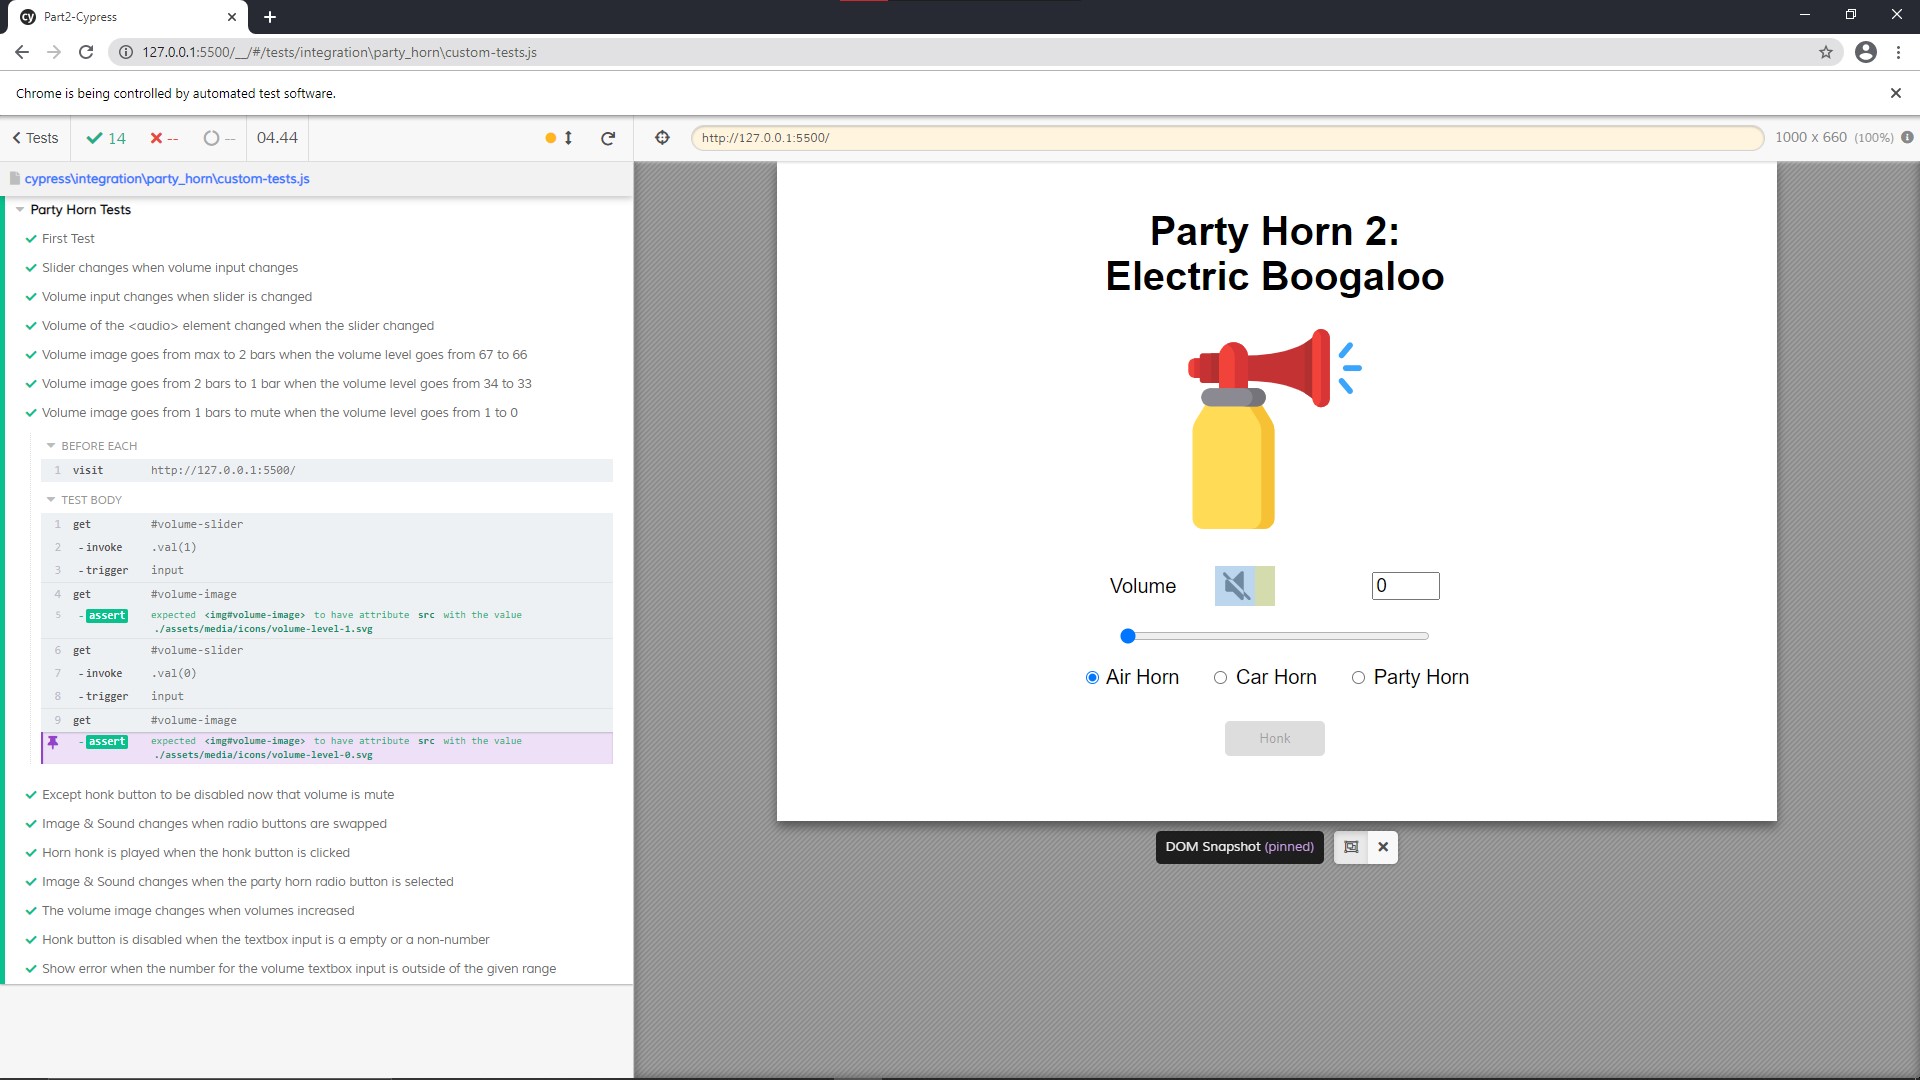 Part2-Cypress
127.0.0.1:5500/__/#/tests/integration\party_horn\custom-tests.js
Chrome is being controlled by automated test software.
Tests 14 -- -- 04.44
http://127.0.0.1:5500/ 1000 x 660 (100%)
cypress\integration\party_horn\custom-tests.js
Party Horn Tests
First Test
Slider changes when volume input changes
Volume input changes when slider is changed
Volume of the <audio> element changed when the slider changed
Volume image goes from max to 2 bars when the volume level goes from 67 to 66
Volume image goes from 2 bars to 1 bar when the volume level goes from 34 to 33
Volume image goes from 1 bars to mute when the volume level goes from 1 to 0
BEFORE EACH
1 visit http://127.0.0.1:5500/
TEST BODY
1 get #volume-slider
2 -invoke .val(1)
3 -trigger input
4 get #volume-image
5 -assert expected <img#volume-image> to have attribute src with the value
./assets/media/icons/volume-level-1.svg
6 get #volume-slider
7 -invoke .val(0)
8 -trigger input
9 get #volume-image
-assert expected <img#volume-image> to have attribute src with the value
./assets/media/icons/volume-level-0.svg
Except honk button to be disabled now that volume is mute
Image & Sound changes when radio buttons are swapped
Horn honk is played when the honk button is clicked
Image & Sound changes when the party horn radio button is selected
The volume image changes when volumes increased
Honk button is disabled when the textbox input is a empty or a non-number
Show error when the number for the volume textbox input is outside of the given range
Party Horn 2:
Electric Boogaloo
Volume 0
Air Horn Car Horn Party Horn
Honk
DOM Snapshot (pinned)